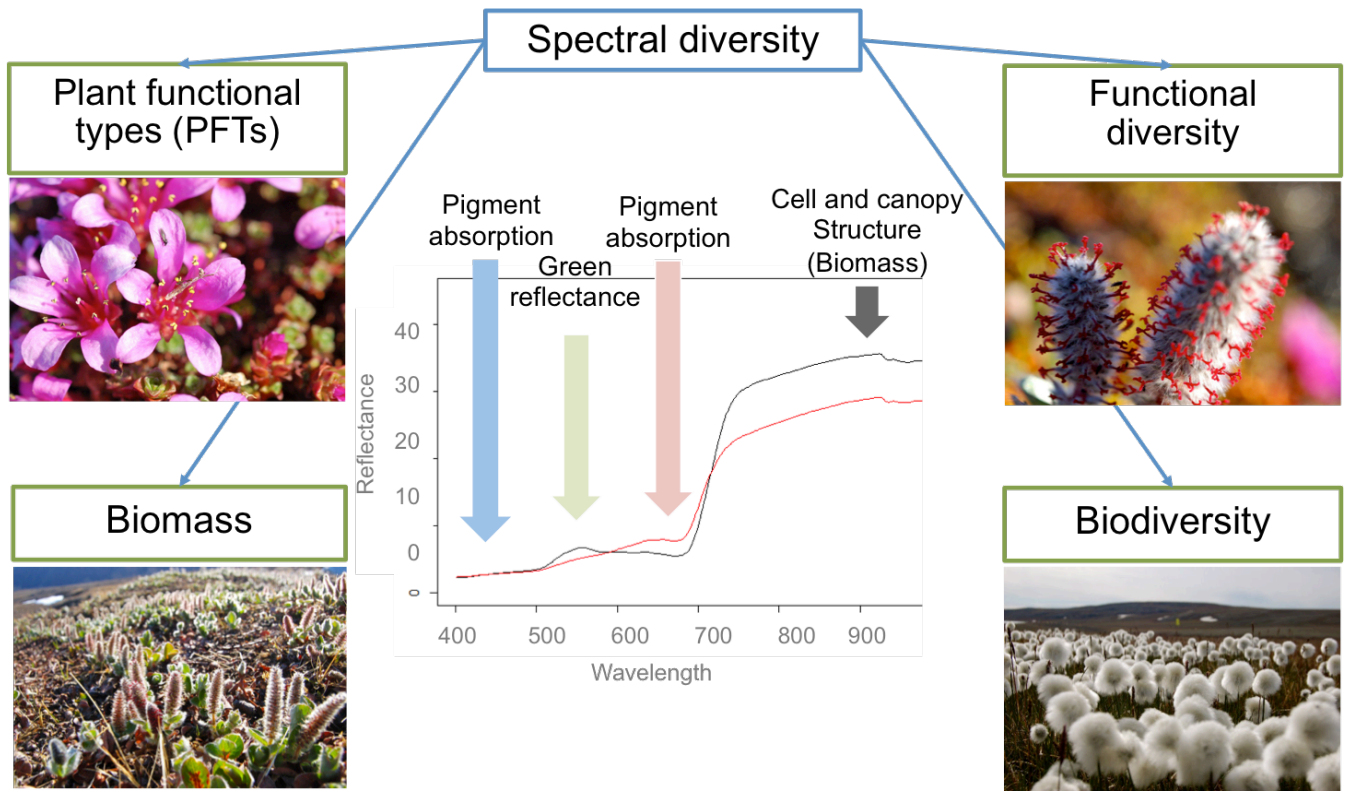 Spectral diversity
Plant functional
types (PFTs)
Functional
diversity
Pigment
absorption
Green
reflectance
Pigment
absorption
Cell and canopy
Structure
(Biomass)
Reflectance
40
30
20
10
0
0
400 500 600 700 800 900
Wavelength
Biomass
Biodiversity